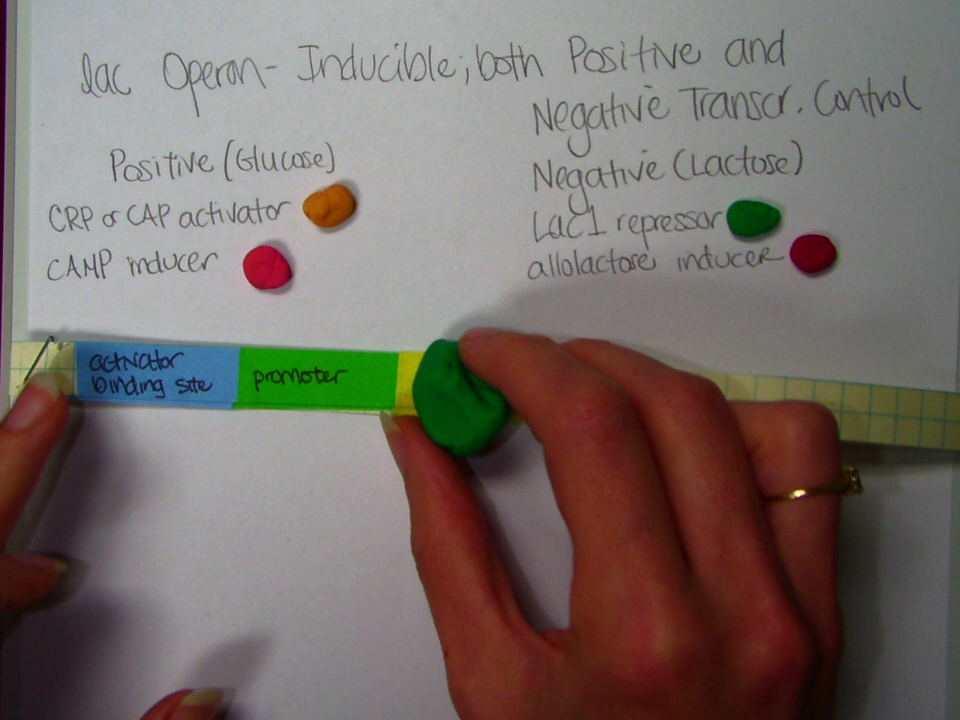 lac Operon- Inducible; both Positive and
Negative Transcr. Control
Positive (Glucose)
CRP or CAP activator
CAMP inducer
Negative (Lactose)
Lac1 repressor
allolactose inducer
activator
binding site
promoter